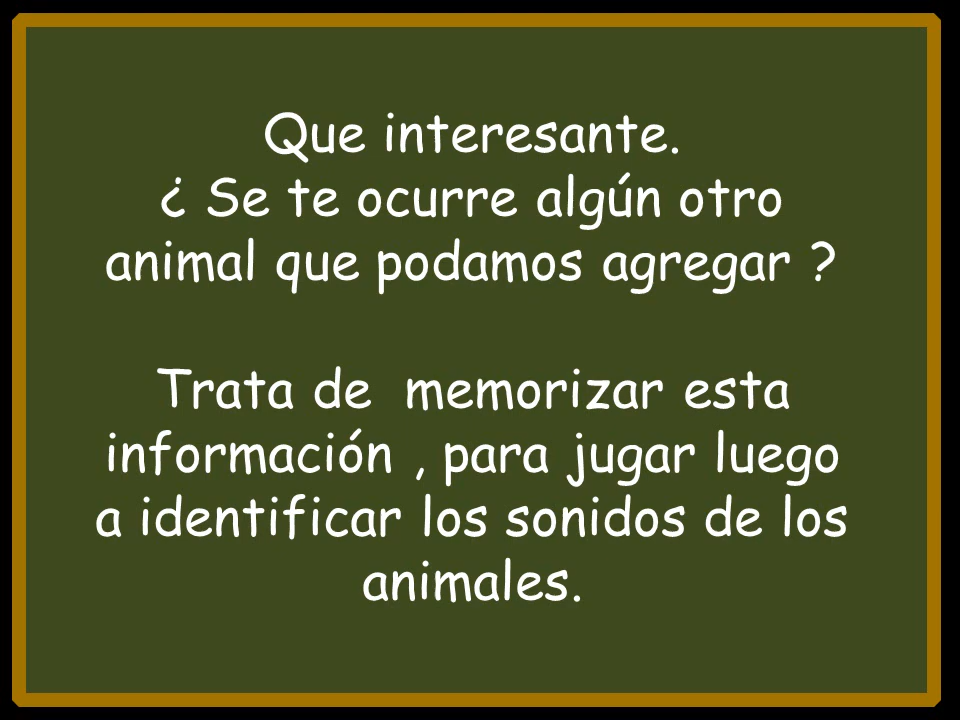 Que interesante.
¿ Se te ocurre algún otro
animal que podamos agregar ?
Trata de  memorizar esta
información , para jugar luego
a identificar los sonidos de los
animales.